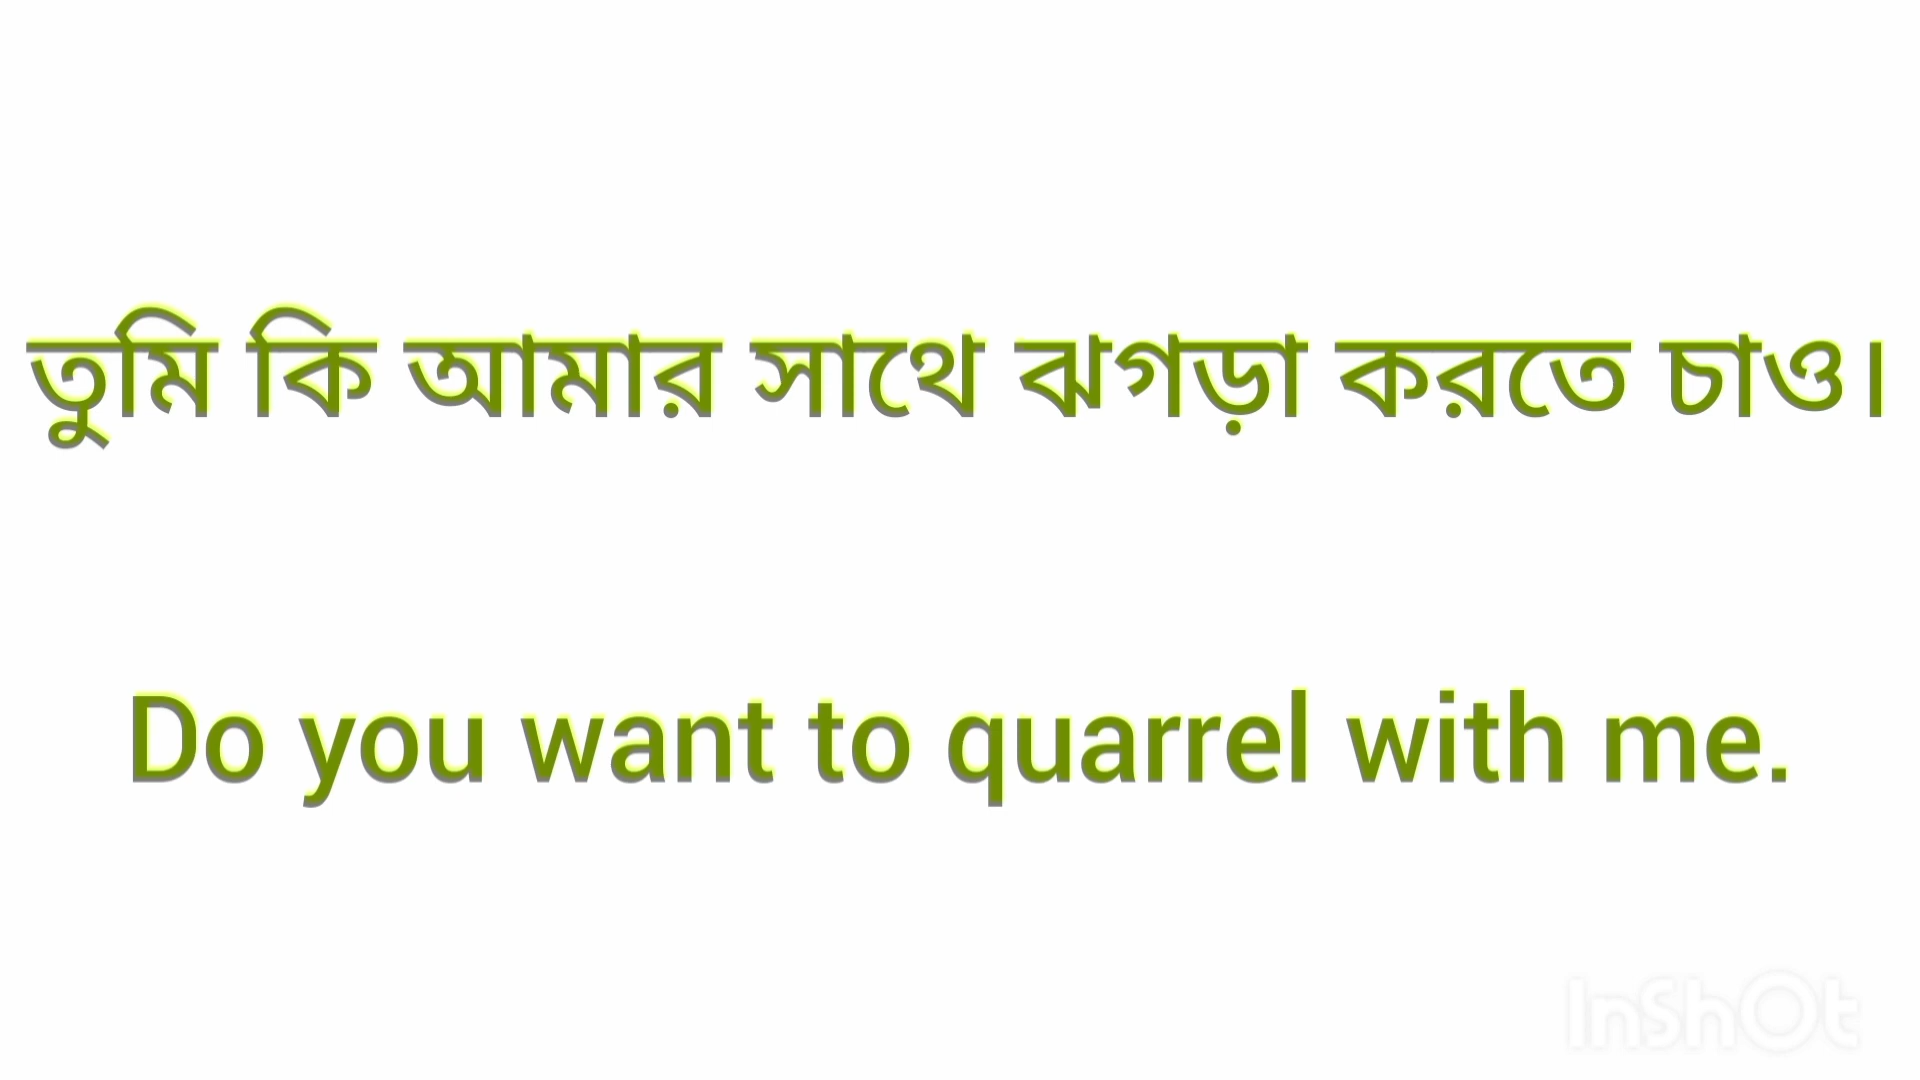 তুমি কি আমার সাথে ঝগড়া করতে চাও।
Do you want to quarrel with me.
InShOt